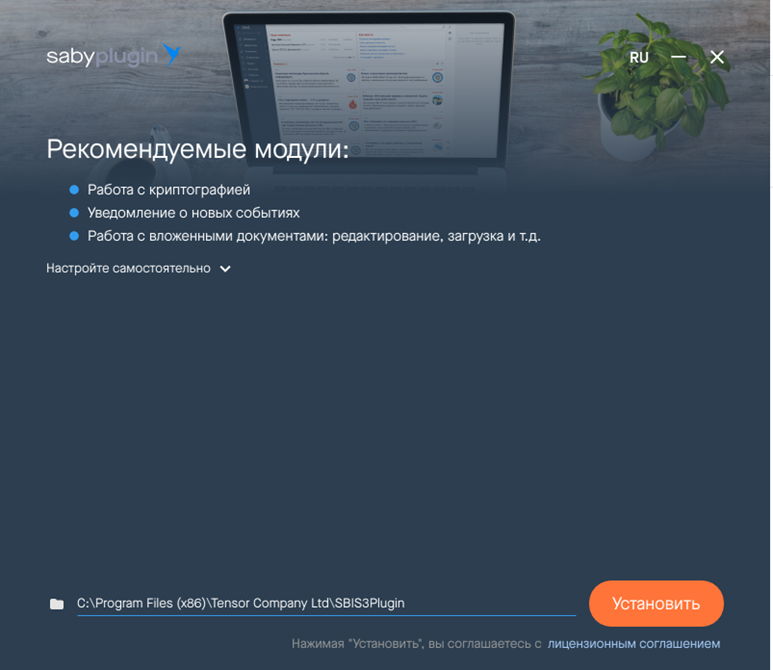 sabyplugin
RU
Рекомендуемые модули:
Работа с криптографией
Уведомление о новых событиях
Работа с вложенными документами: редактирование, загрузка и т.д.
Настройте самостоятельно
C:\Program Files (x86)\Tensor Company Ltd\SBIS3Plugin
Установить
Нажимая "Установить", вы соглашаетесь с лицензионным соглашением